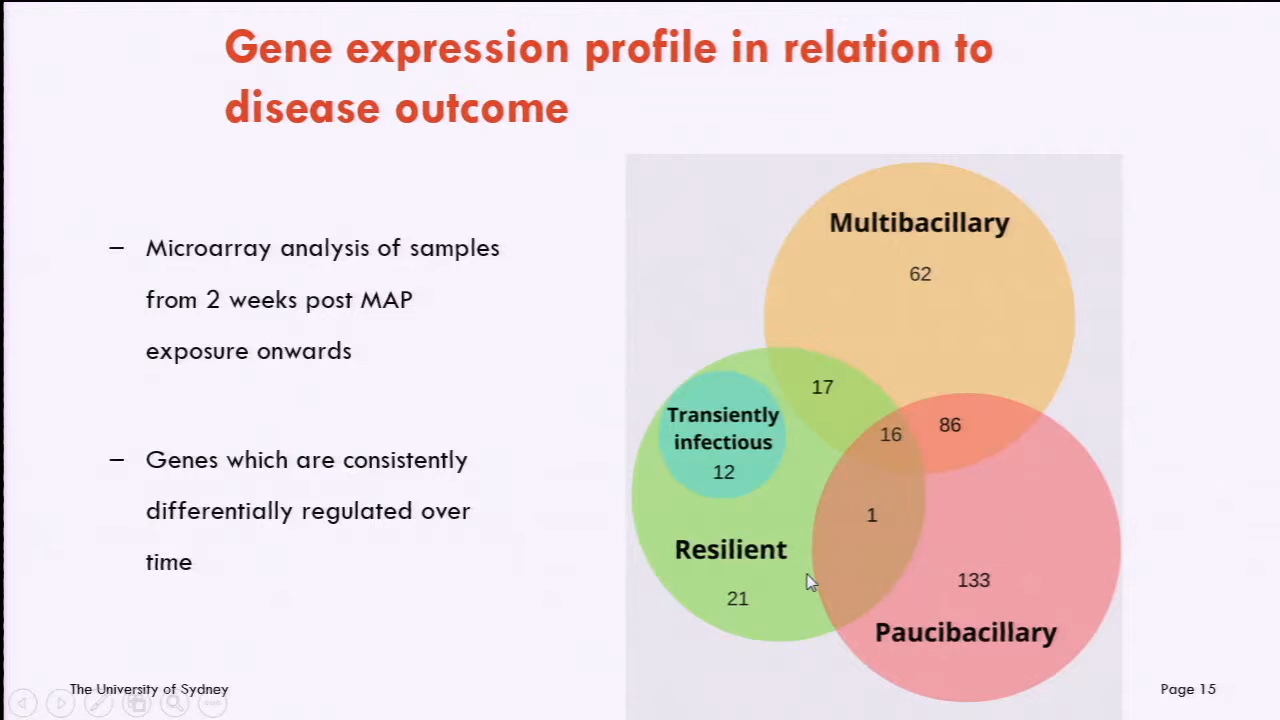 Gene expression profile in relation to
disease outcome
– Microarray analysis of samples
from 2 weeks post MAP
exposure onwards
– Genes which are consistently
differentially regulated over
time
Multibacillary
62
17
16
86
Transiently
infectious
12
1
Resilient
21
133
Paucibacillary
The University of Sydney
Page 15